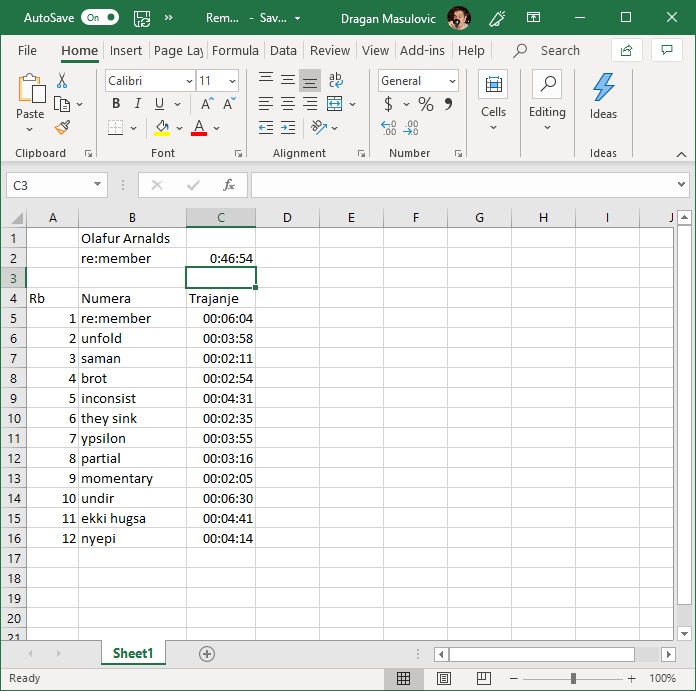 AutoSave On » Rem... - Sav... Dragan Masulovic
File Home Insert Page Lay Formula Data Review View Add-ins Help Search
Paste Calibri 11 General Cells Editing Ideas
B I U A A $ % 9
Clipboard Font Alignment Number Ideas
C3 fx
A B C D E F G H I J
1 Olafur Arnalds
2 re:member 0:46:54
3
4 Rb Numera Trajanje
5 1 re:member 00:06:04
6 2 unfold 00:03:58
7 3 saman 00:02:11
8 4 brot 00:02:54
9 5 inconsist 00:04:31
10 6 they sink 00:02:35
11 7 ypsilon 00:03:55
12 8 partial 00:03:16
13 9 momentary 00:02:05
14 10 undir 00:06:30
15 11 ekki hugsa 00:04:41
16 12 nyepi 00:04:14
17
18
19
20
21
Sheet1
Ready 100%